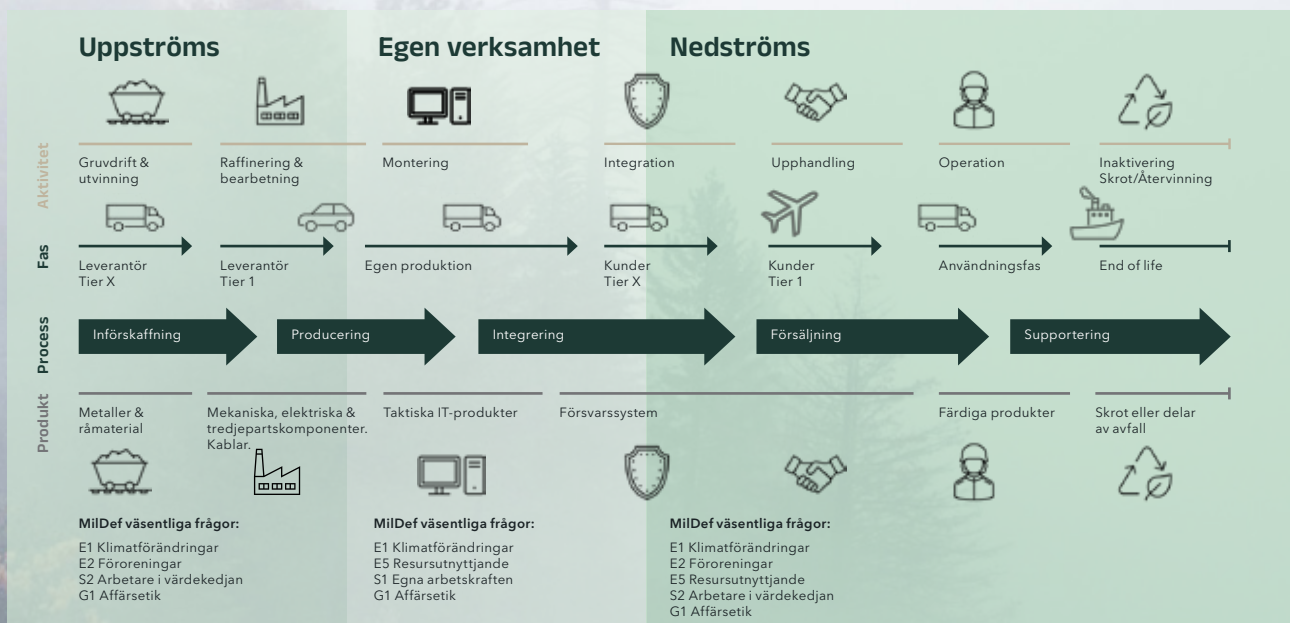 Uppströms
Egen verksamhet
Nedströms
Aktivitet
Gruvdrift &
utvinning
Raffinering &
bearbetning
Montering
Integration
Upphandling
Operation
Inaktivering
Skrot/Återvinning
Fas
Leverantör
Tier X
Leverantör
Tier 1
Egen produktion
Kunder
Tier X
Kunder
Tier 1
Användningsfas
End of life
Process
Införskaffning
Producering
Integrering
Försäljning
Supportering
Produkt
Metaller &
råmaterial
Mekaniska, elektriska &
tredjepartskomponenter.
Kablar.
Taktiska IT-produkter
Försvarssystem
Färdiga produkter
Skrot eller delar
av avfall
MilDef väsentliga frågor:
E1 Klimatförändringar
E2 Föroreningar
S2 Arbetare i värdekedjan
G1 Affärsetik
MilDef väsentliga frågor:
E1 Klimatförändringar
E5 Resursutnyttjande
S1 Egna arbetskraften
G1 Affärsetik
MilDef väsentliga frågor:
E1 Klimatförändringar
E2 Föroreningar
E5 Resursutnyttjande
S2 Arbetare i värdekedjan
G1 Affärsetik